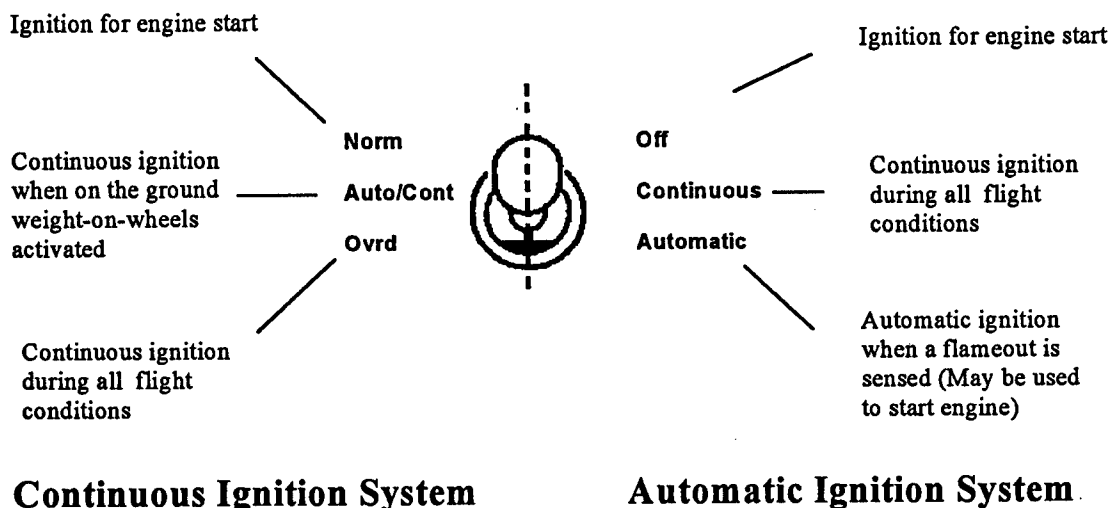 Ignition for engine start
Norm
Continuous ignition
when on the ground
weight-on-wheels
activated
Auto/Cont
Ovrd
Continuous ignition
during all flight
conditions
Continuous Ignition System
Ignition for engine start
Off
Continuous
Continuous ignition
during all flight
conditions
Automatic
Automatic ignition
when a flameout is
sensed (May be used
to start engine)
Automatic Ignition System